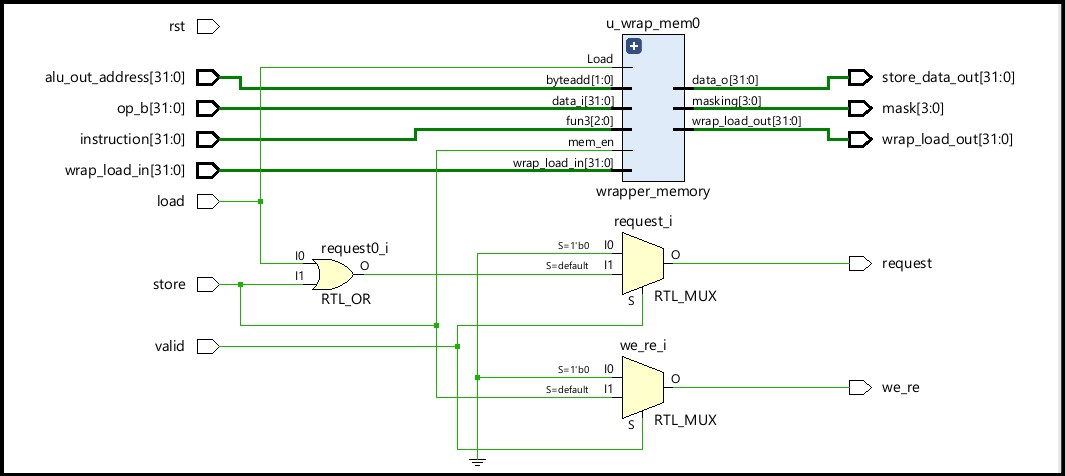 u_wrap_mem0
rst
Load
alu_out_address[31:0]
byteadd[1:0]
data_o[31:0]
store_data_out[31:0]
op_b[31:0]
data_i[31:0]
masking[3:0]
mask[3:0]
instruction[31:0]
fun3[2:0]
wrap_load_out[31:0]
wrap_load_out[31:0]
mem_en
wrap_load_in[31:0]
wrap_load_in[31:0]
wrapper_memory
load
request_i
request0_i
S=1'b0 I0
I0
O
O
request
S=default I1
I1
store
RTL_OR
S
RTL_MUX
valid
we_re_i
S=1'b0 I0
O
we_re
S=default I1
S
RTL_MUX